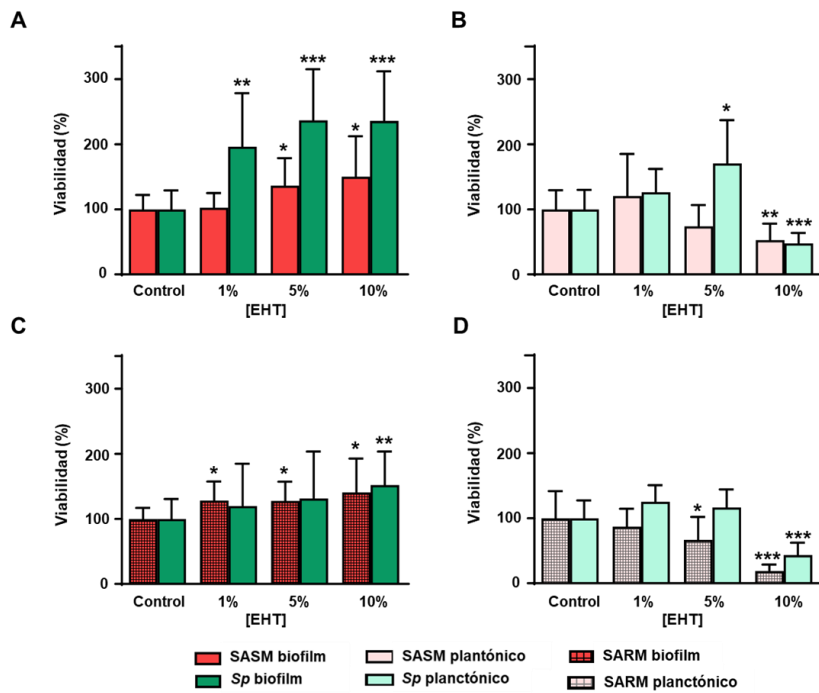 A
Viabilidad (%)
300
200
100
0
** *** ***
* *
Control 1% 5% 10%
[EHT]
B
Viabilidad (%)
300
200
100
0
*
** ***
Control 1% 5% 10%
[EHT]
C
Viabilidad (%)
300
200
100
0
* * * **
Control 1% 5% 10%
[EHT]
D
Viabilidad (%)
300
200
100
0
*
*** ***
Control 1% 5% 10%
[EHT]
SASM biofilm
Sp biofilm
SASM plantónico
Sp planctónico
SARM biofilm
SARM planctónico